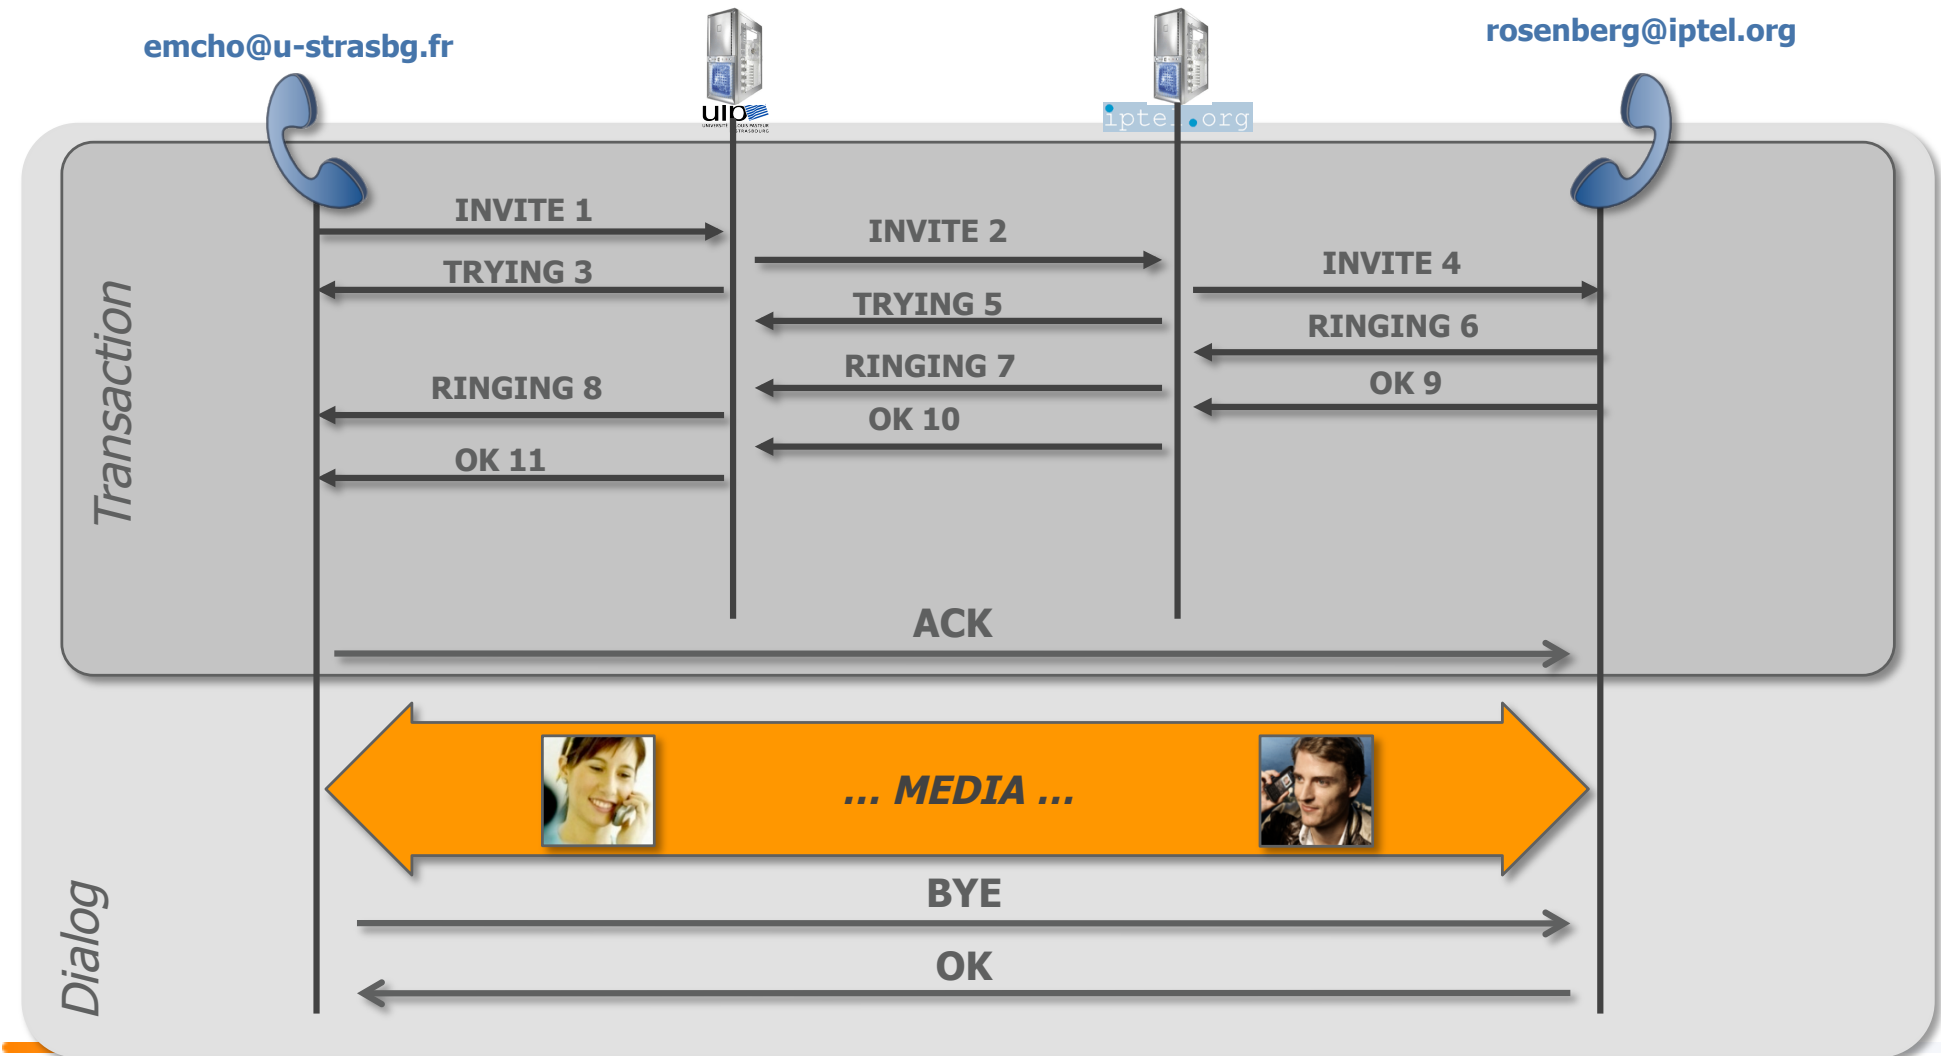 emcho@u-strasbg.fr
rosenberg@iptel.org
ulp
iptel.org
INVITE 1
INVITE 2
INVITE 4
TRYING 3
TRYING 5
RINGING 6
RINGING 7
RINGING 8
OK 9
OK 10
OK 11
Transaction
ACK
... MEDIA ...
BYE
OK
Dialog